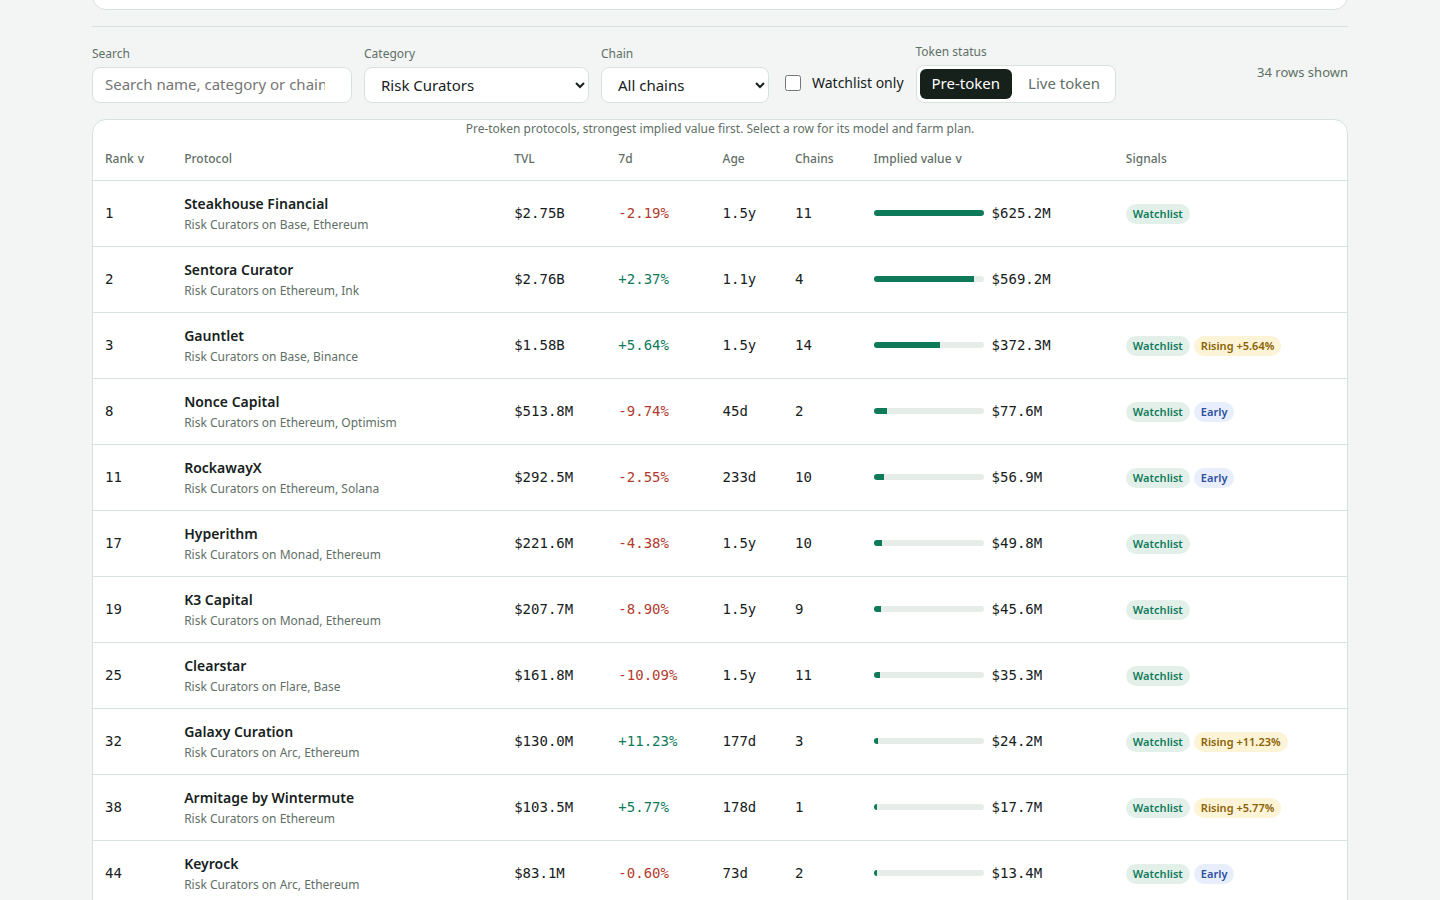 Search
Category
Chain
Token status
Search name, category or chain
Risk Curators
All chains
Watchlist only
Pre-token
Live token
34 rows shown
Pre-token protocols, strongest implied value first. Select a row for its model and farm plan.
Rank v Protocol TVL 7d Age Chains Implied value v Signals
1 Steakhouse Financial $2.75B -2.19% 1.5y 11 $625.2M Watchlist
Risk Curators on Base, Ethereum
2 Sentora Curator $2.76B +2.37% 1.1y 4 $569.2M
Risk Curators on Ethereum, Ink
3 Gauntlet $1.58B +5.64% 1.5y 14 $372.3M Watchlist Rising +5.64%
Risk Curators on Base, Binance
8 Nonce Capital $513.8M -9.74% 45d 2 $77.6M Watchlist Early
Risk Curators on Ethereum, Optimism
11 RockawayX $292.5M -2.55% 233d 10 $56.9M Watchlist Early
Risk Curators on Ethereum, Solana
17 Hyperithm $221.6M -4.38% 1.5y 10 $49.8M Watchlist
Risk Curators on Monad, Ethereum
19 K3 Capital $207.7M -8.90% 1.5y 9 $45.6M Watchlist
Risk Curators on Monad, Ethereum
25 Clearstar $161.8M -10.09% 1.5y 11 $35.3M Watchlist
Risk Curators on Flare, Base
32 Galaxy Curation $130.0M +11.23% 177d 3 $24.2M Watchlist Rising +11.23%
Risk Curators on Arc, Ethereum
38 Armitage by Wintermute $103.5M +5.77% 178d 1 $17.7M Watchlist Rising +5.77%
Risk Curators on Ethereum
44 Keyrock $83.1M -0.60% 73d 2 $13.4M Watchlist Early
Risk Curators on Arc, Ethereum